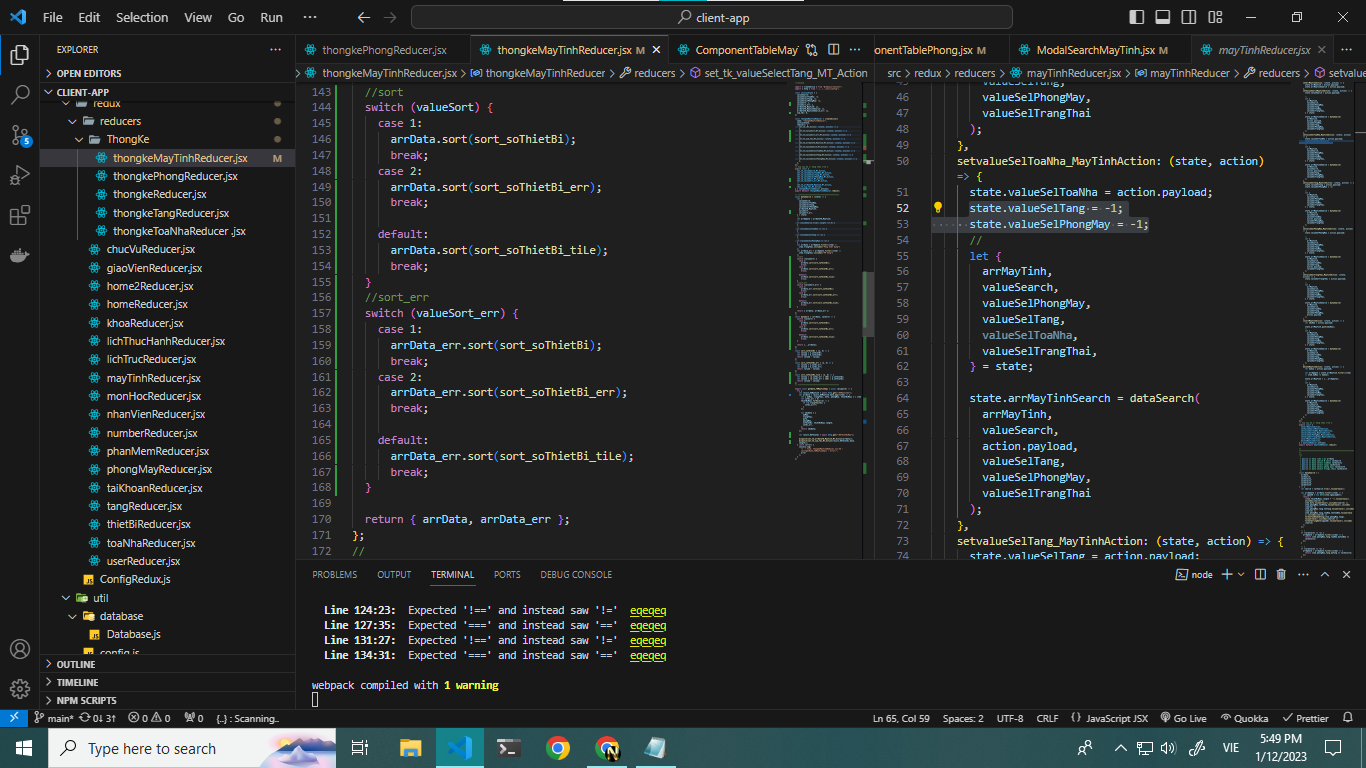 File Edit Selection View Go Run ···
client-app
EXPLORER
OPEN EDITORS
CLIENT-APP
redux
reducers
ThongKe
thongkeMayTinhReducer.jsx M
thongkePhongReducer.jsx
thongkeReducer.jsx
thongkeTangReducer.jsx
thongkeToaNhaReducer .jsx
chucVuReducer.jsx
giaoVienReducer.jsx
home2Reducer.jsx
homeReducer.jsx
khoaReducer.jsx
lichThucHanhReducer.jsx
lichTrucReducer.jsx
mayTinhReducer.jsx
monHocReducer.jsx
nhanVienReducer.jsx
numberReducer.jsx
phanMemReducer.jsx
phongMayReducer.jsx
taiKhoanReducer.jsx
tangReducer.jsx
thietBiReducer.jsx
toaNhaReducer.jsx
userReducer.jsx
ConfigRedux.js
util
database
Database.js
config.js
OUTLINE
TIMELINE
NPM SCRIPTS
5
thongkePhongReducer.jsx
thongkeMayTinhReducer.jsx M
ComponentTableMay
thongkeMayTinhReducer.jsx > thongkeMayTinhReducer > reducers > set_tk_valueSelectTang_MT_Action
143 //sort
144 switch (valueSort) {
145 case 1:
146 arrData.sort(sort_soThietBi);
147 break;
148 case 2:
149 arrData.sort(sort_soThietBi_err);
150 break;
151
152 default:
153 arrData.sort(sort_soThietBi_tiLe);
154 break;
155 }
156 //sort_err
157 switch (valueSort_err) {
158 case 1:
159 arrData_err.sort(sort_soThietBi);
160 break;
161 case 2:
162 arrData_err.sort(sort_soThietBi_err);
163 break;
164
165 default:
166 arrData_err.sort(sort_soThietBi_tiLe);
167 break;
168 }
169
170 return { arrData, arrData_err };
171 };
172 //
onentTablePhong.jsx M
ModalSearchMayTinh.jsx M
mayTinhReducer.jsx
src > redux > reducers > mayTinhReducer.jsx > mayTinhReducer > reducers > setvalue
45 valueSelTang,
46 valueSelPhongMay,
47 valueSelTrangThai
48 );
49 },
50 setvalueSelToaNha_MayTinhAction: (state, action)
=> {
51 state.valueSelToaNha = action.payload;
52 state.valueSelTang = -1;
53 state.valueSelPhongMay = -1;
54 //
55 let {
56 arrMayTinh,
57 valueSearch,
58 valueSelPhongMay,
59 valueSelTang,
60 valueSelToaNha,
61 valueSelTrangThai,
62 } = state;
63
64 state.arrMayTinhSearch = dataSearch(
65 arrMayTinh,
66 valueSearch,
67 action.payload,
68 valueSelTang,
69 valueSelPhongMay,
70 valueSelTrangThai
71 );
72 },
73 setvalueSelTang_MayTinhAction: (state, action) => {
74 state.valueSelTang = action.payload;
PROBLEMS OUTPUT TERMINAL PORTS DEBUG CONSOLE
node
Line 124:23: Expected '!==' and instead saw '!=' eqeqeq
Line 127:35: Expected '===' and instead saw '==' eqeqeq
Line 131:27: Expected '!==' and instead saw '!=' eqeqeq
Line 134:31: Expected '===' and instead saw '==' eqeqeq
webpack compiled with 1 warning
main* 0↓ 3↑ 0 0 0 {..} : Scanning..
Ln 65, Col 59 Spaces: 2 UTF-8 CRLF {} JavaScript JSX Go Live Quokka Prettier
Type here to search
VIE
5:49 PM
1/12/2023